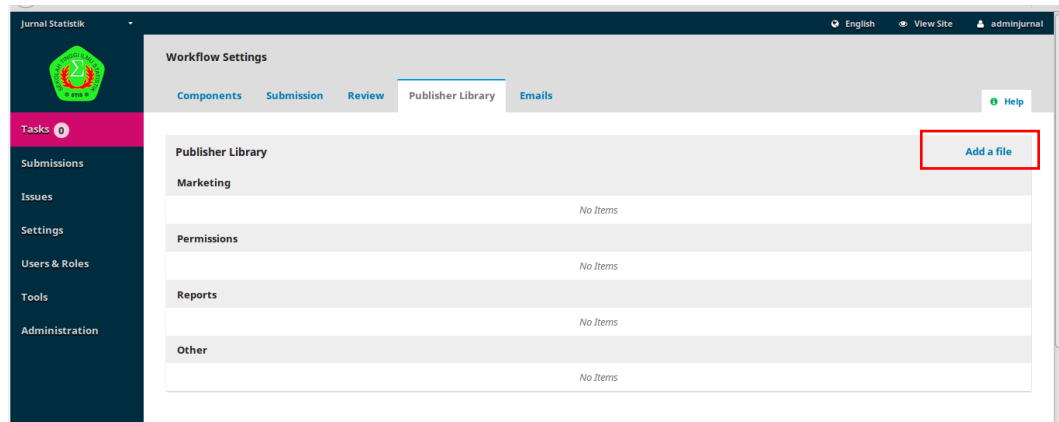 Jurnal Statistik English View Site adminjurnal
Workflow Settings
Components Submission Review Publisher Library Emails
Help
Tasks 0
Submissions
Issues
Settings
Users & Roles
Tools
Administration
Publisher Library Add a file
Marketing
No Items
Permissions
No Items
Reports
No Items
Other
No Items